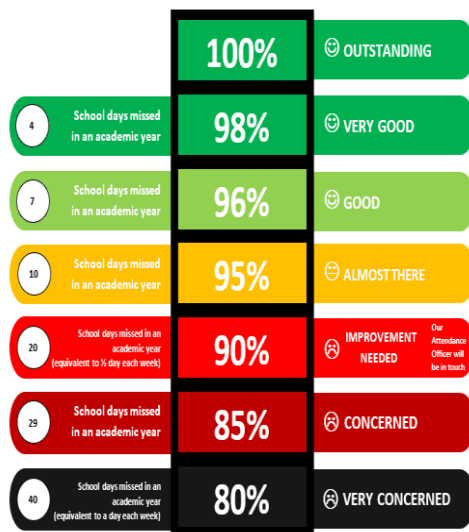 100%
OUTSTANDING
4
School days missed
in an academic year
98%
VERY GOOD
7
School days missed
in an academic year
96%
GOOD
10
School days missed
in an academic year
95%
ALMOST THERE
20
School days missed in an
academic year
(equivalent to ½ day each week)
90%
IMPROVEMENT
NEEDED
Our
Attendance
Officer will
be in touch
29
School days missed
in an academic year
85%
CONCERNED
40
School days missed in an
academic year
(equivalent to a day each week)
80%
VERY CONCERNED